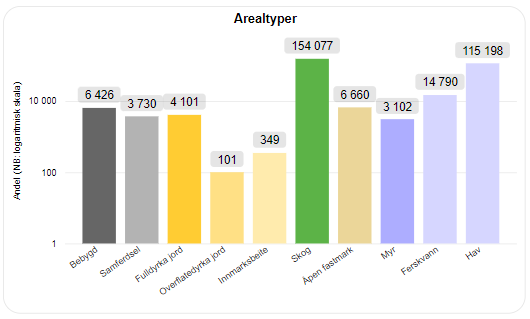 Arealtyper
Andel (NB: logaritmisk skala)
10 000
100
1
6 426
3 730
4 101
101
349
154 077
6 660
3 102
14 790
115 198
Bebygd
Samferdsel
Fulldyrka jord
Overflatedyrka jord
Innmarksbeite
Skog
Åpen fastmark
Myr
Ferskvann
Hav